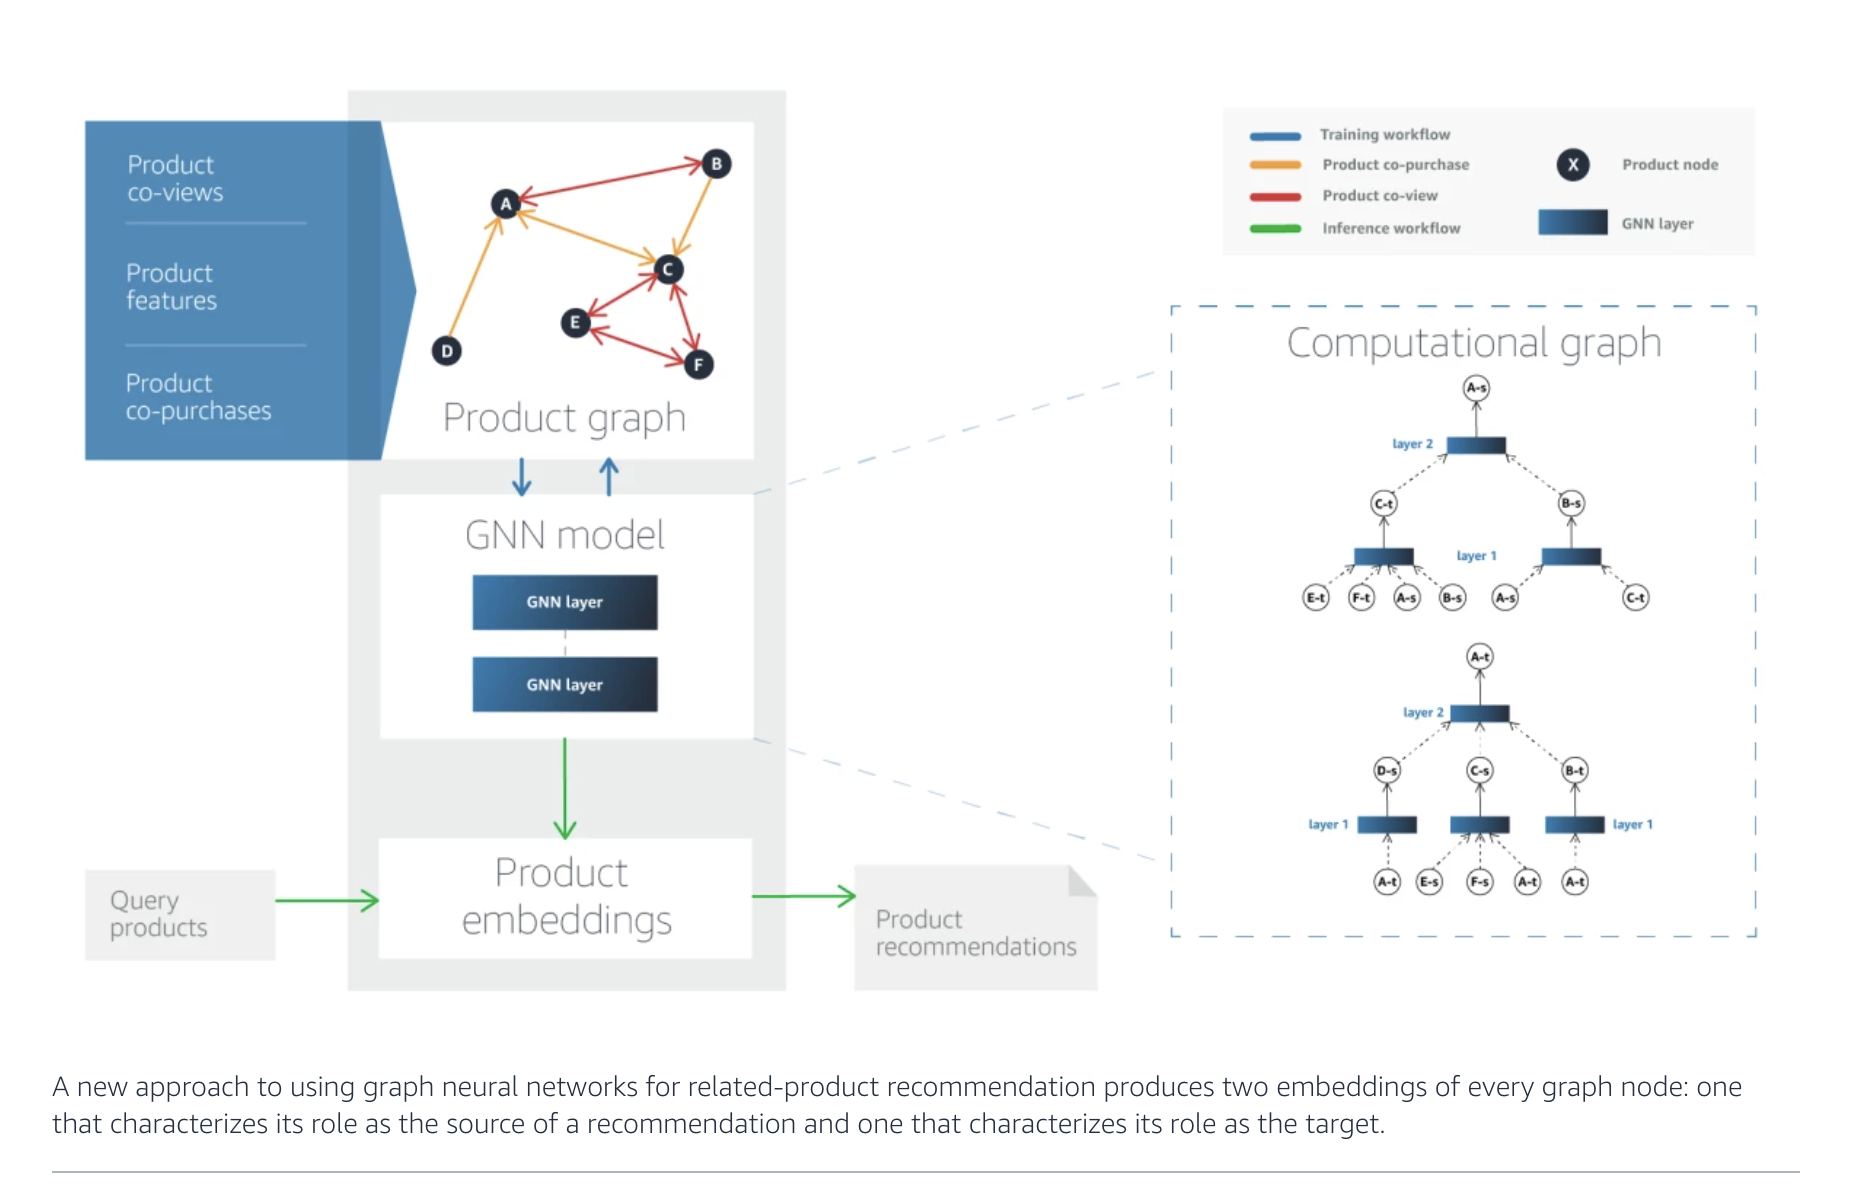 Product
co-views
Product
features
Product
co-purchases
A
B
C
D
E
F
Product graph
GNN model
GNN layer
GNN layer
Product
embeddings
Query
products
Product
recommendations
Training workflow
Product co-purchase
Product co-view
Inference workflow
X
Product node
GNN layer
Computational graph
A-s
layer 2
C-t
B-s
layer 1
E-t
F-t
A-s
B-s
A-s
C-t
A-t
layer 2
D-s
C-s
B-t
layer 1
layer 1
A-t
E-s
F-s
A-t
A-t
A new approach to using graph neural networks for related-product recommendation produces two embeddings of every graph node: one
that characterizes its role as the source of a recommendation and one that characterizes its role as the target.